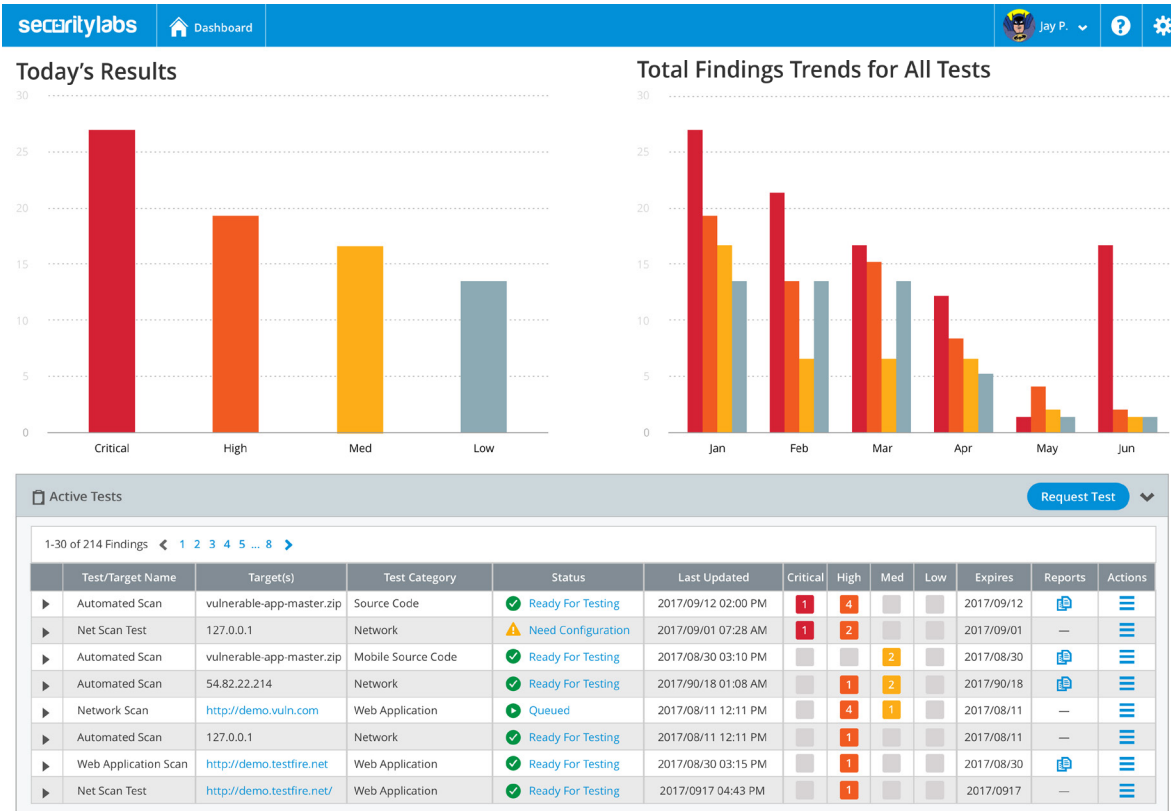 securitylabs Dashboard Jay P. ?
Today's Results
30
25
20
15
10
5
0
Critical High Med Low
Total Findings Trends for All Tests
30
25
20
15
10
5
0
Jan Feb Mar Apr May Jun
Active Tests Request Test
1-30 of 214 Findings 1 2 3 4 5 ... 8
Test/Target Name Target(s) Test Category Status Last Updated Critical High Med Low Expires Reports Actions
Automated Scan vulnerable-app-master.zip Source Code Ready For Testing 2017/09/12 02:00 PM 1 4 2017/09/12
Net Scan Test 127.0.0.1 Network Need Configuration 2017/09/01 07:28 AM 1 2 2017/09/01 —
Automated Scan vulnerable-app-master.zip Mobile Source Code Ready For Testing 2017/08/30 03:10 PM 2 2017/08/30
Automated Scan 54.82.22.214 Network Ready For Testing 2017/90/18 01:08 AM 1 2 2017/90/18
Network Scan http://demo.vuln.com Web Application Queued 2017/08/11 12:11 PM 4 1 2017/08/11 —
Automated Scan 127.0.0.1 Network Ready For Testing 2017/08/11 12:11 PM 1 2017/08/11 —
Web Application Scan http://demo.testfire.net Web Application Ready For Testing 2017/08/30 03:15 PM 1 2017/08/30
Net Scan Test http://demo.testfire.net/ Web Application Ready For Testing 2017/0917 04:43 PM 1 2017/0917 —